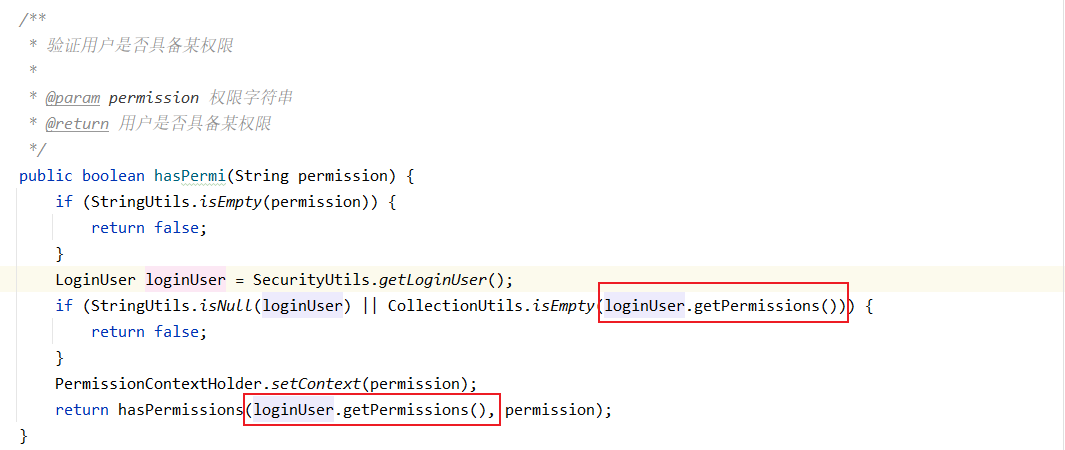 /**
 * 验证用户是否具备某权限
 *
 * @param permission 权限字符串
 * @return 用户是否具备某权限
 */
public boolean hasPermi(String permission) {
    if (StringUtils.isEmpty(permission)) {
        return false;
    }
    LoginUser loginUser = SecurityUtils.getLoginUser();
    if (StringUtils.isNull(loginUser) || CollectionUtils.isEmpty(loginUser.getPermissions())) {
        return false;
    }
    PermissionContextHolder.setContext(permission);
    return hasPermissions(loginUser.getPermissions(), permission);
}